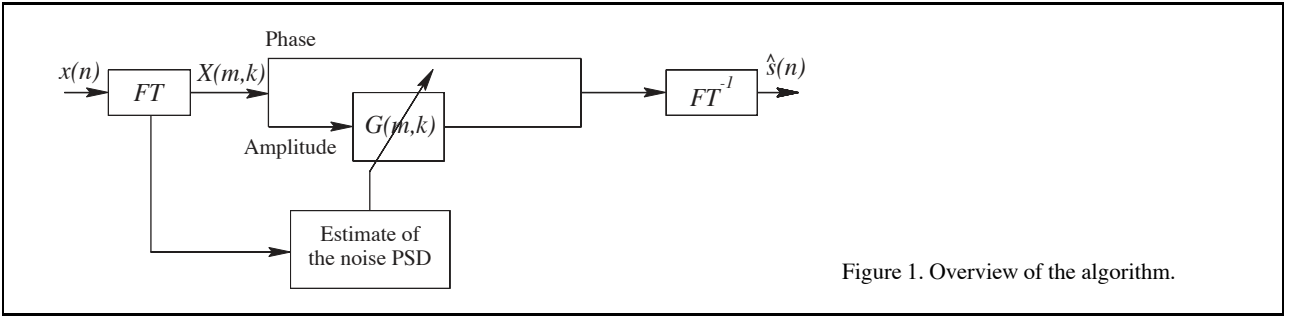 Phase
x(n)
FT
X(m,k)
G(m,k)
Amplitude
FT⁻¹
ŝ(n)
Estimate of
the noise PSD
Figure 1. Overview of the algorithm.